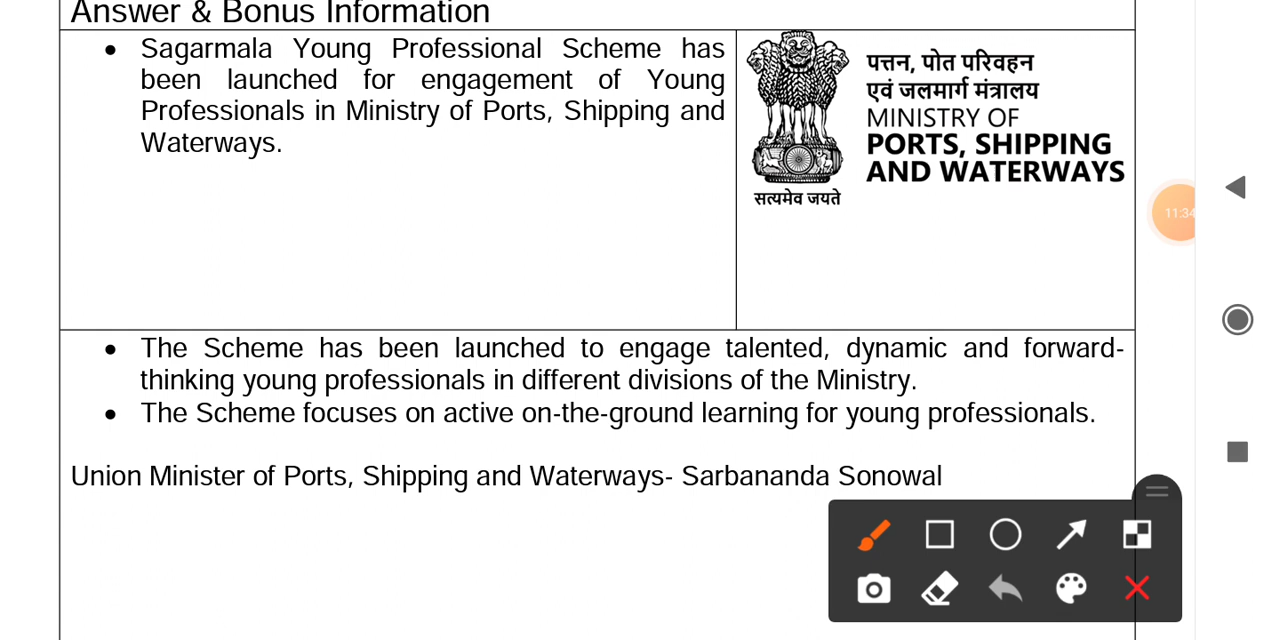 Answer & Bonus Information
• Sagarmala Young Professional Scheme has
been launched for engagement of Young
Professionals in Ministry of Ports, Shipping and
Waterways.
पत्तन, पोत परिवहन
एवं जलमार्ग मंत्रालय
MINISTRY OF
PORTS, SHIPPING
AND WATERWAYS
सत्यमेव जयते
11:34
• The Scheme has been launched to engage talented, dynamic and forward-
thinking young professionals in different divisions of the Ministry.
• The Scheme focuses on active on-the-ground learning for young professionals.
Union Minister of Ports, Shipping and Waterways- Sarbananda Sonowal